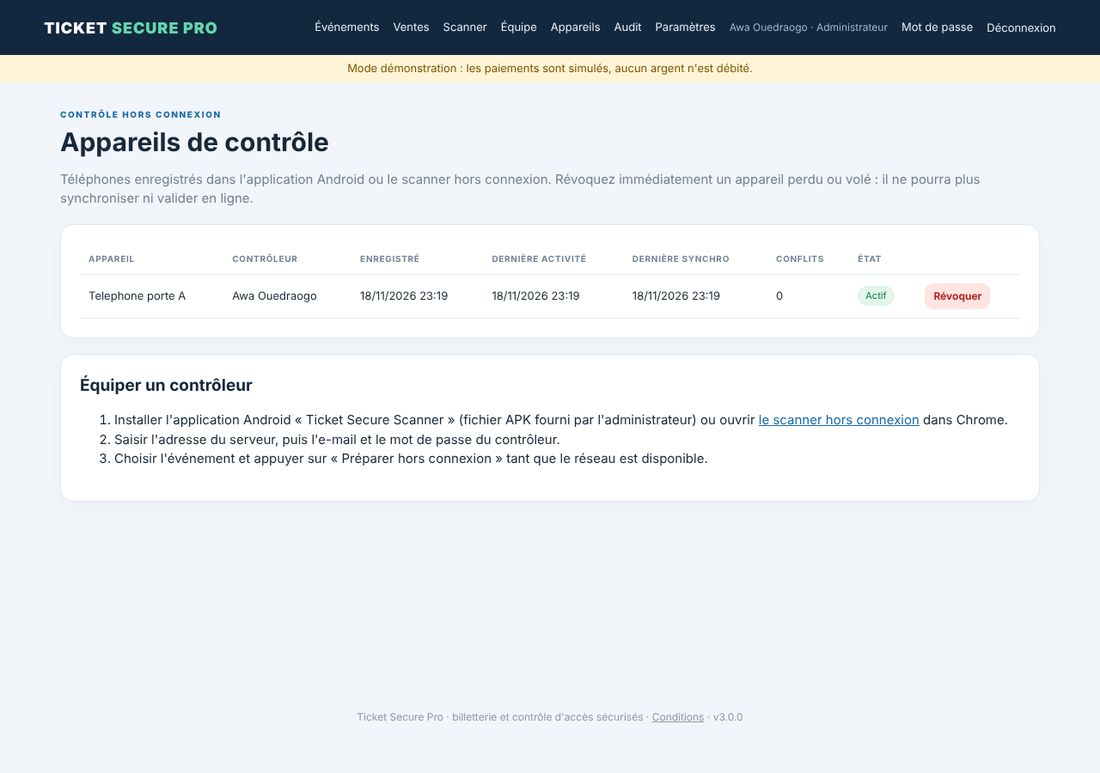 TICKET SECURE PRO
Événements Ventes Scanner Équipe Appareils Audit Paramètres Awa Ouedraogo · Administrateur Mot de passe Déconnexion
Mode démonstration : les paiements sont simulés, aucun argent n'est débité.
CONTRÔLE HORS CONNEXION
Appareils de contrôle
Téléphones enregistrés dans l'application Android ou le scanner hors connexion. Révoquez immédiatement un appareil perdu ou volé : il ne pourra plus
synchroniser ni valider en ligne.
APPAREIL CONTRÔLEUR ENREGISTRÉ DERNIÈRE ACTIVITÉ DERNIÈRE SYNCHRO CONFLITS ÉTAT
Telephone porte A Awa Ouedraogo 18/11/2026 23:19 18/11/2026 23:19 18/11/2026 23:19 0 Actif Révoquer
Équiper un contrôleur
1. Installer l'application Android « Ticket Secure Scanner » (fichier APK fourni par l'administrateur) ou ouvrir le scanner hors connexion dans Chrome.
2. Saisir l'adresse du serveur, puis l'e-mail et le mot de passe du contrôleur.
3. Choisir l'événement et appuyer sur « Préparer hors connexion » tant que le réseau est disponible.
Ticket Secure Pro · billetterie et contrôle d'accès sécurisés · Conditions · v3.0.0